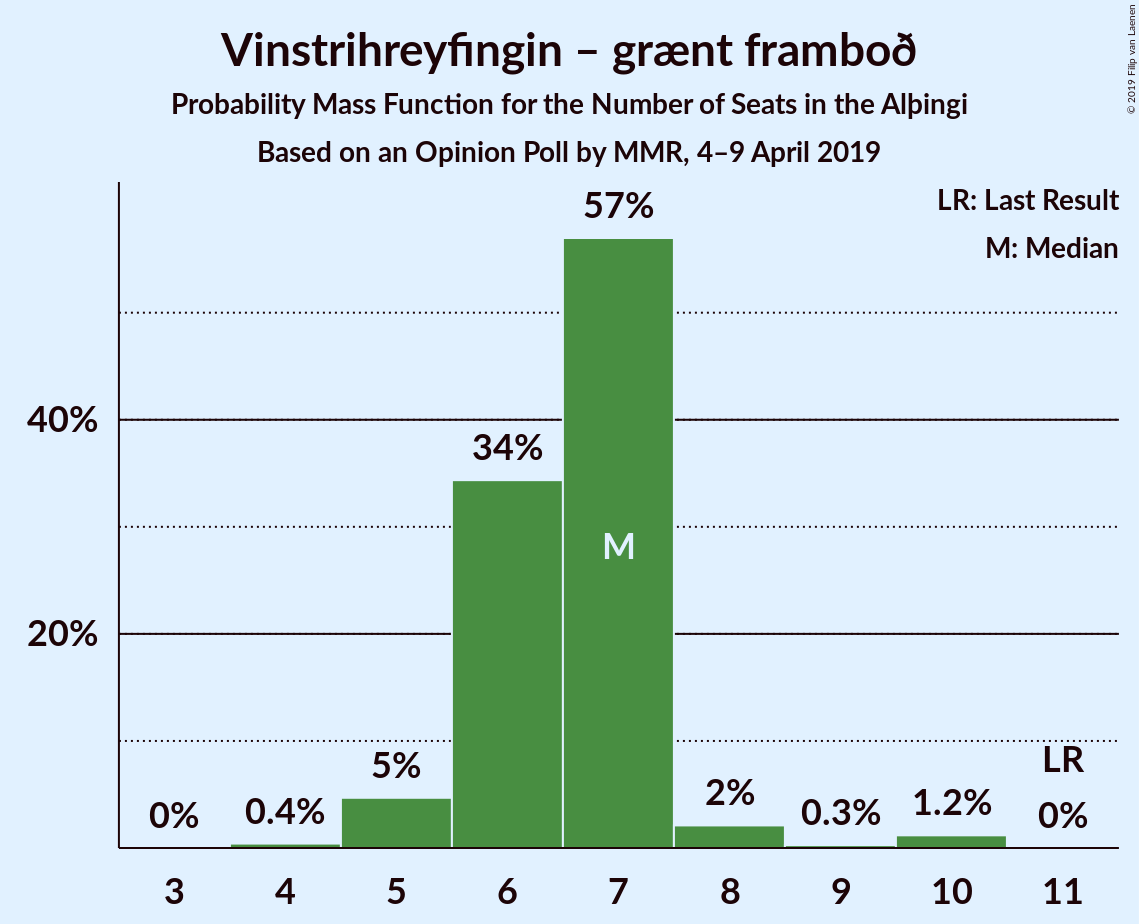 Vinstrihreyfingin – grænt framboð
Probability Mass Function for the Number of Seats in the Alþingi
Based on an Opinion Poll by MMR, 4–9 April 2019
© 2019 Filip van Laenen
LR: Last Result
M: Median
57%
40%
34%
M
20%
5%
LR
0%
0.4%
2%
0.3%
1.2%
0%
3 4 5 6 7 8 9 10 11